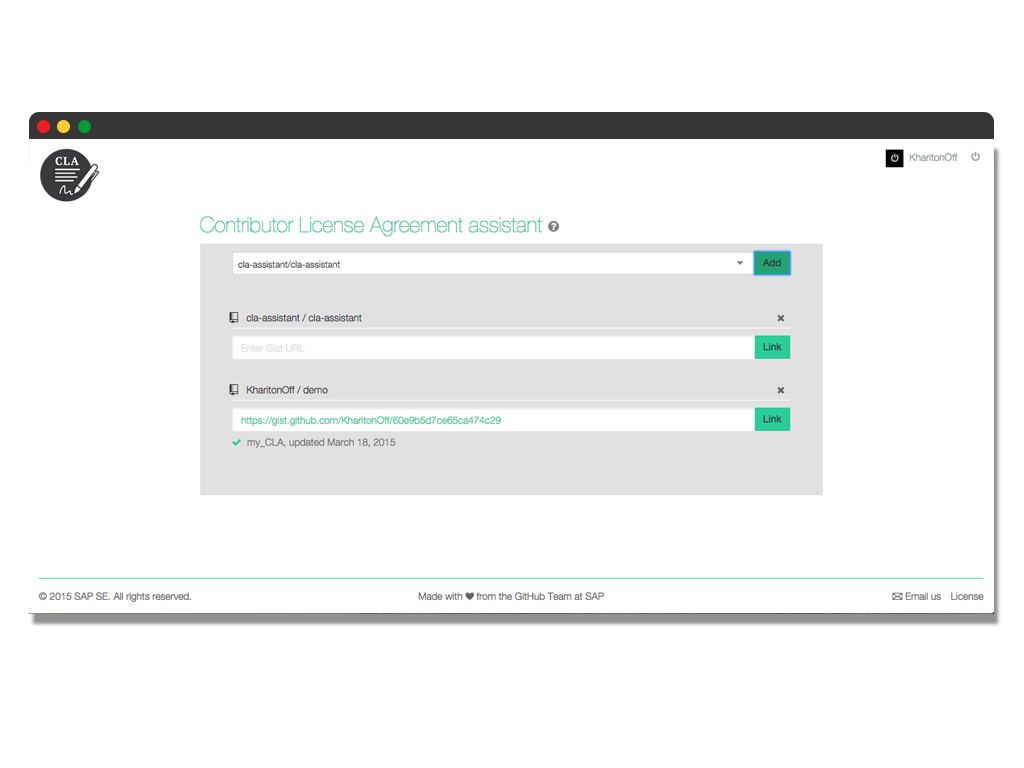 CLA
KharitonOff
Contributor License Agreement assistant ?
cla-assistant/cla-assistant
Add
cla-assistant / cla-assistant
Enter Gist URL
Link
KharitonOff / demo
https://gist.github.com/KharitonOff/60e9b5d7ce65ca474c29
Link
my_CLA, updated March 18, 2015
© 2015 SAP SE. All rights reserved.
Made with ♥ from the GitHub Team at SAP
Email us
License